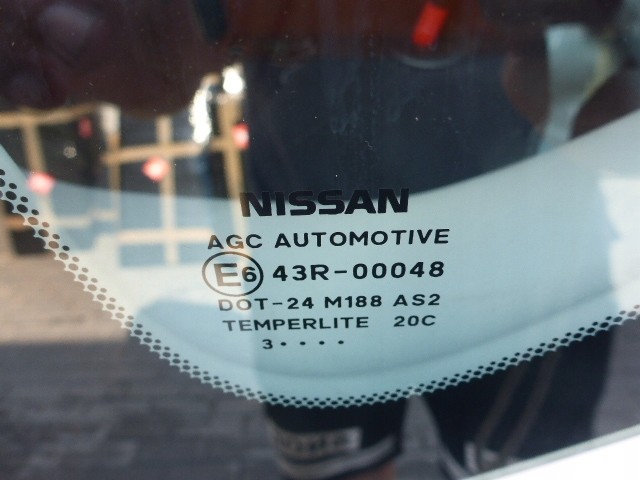 NISSAN
AGC AUTOMOTIVE
E6 43R-00048
DOT-24 M188 AS2
TEMPERLITE 20C
3····